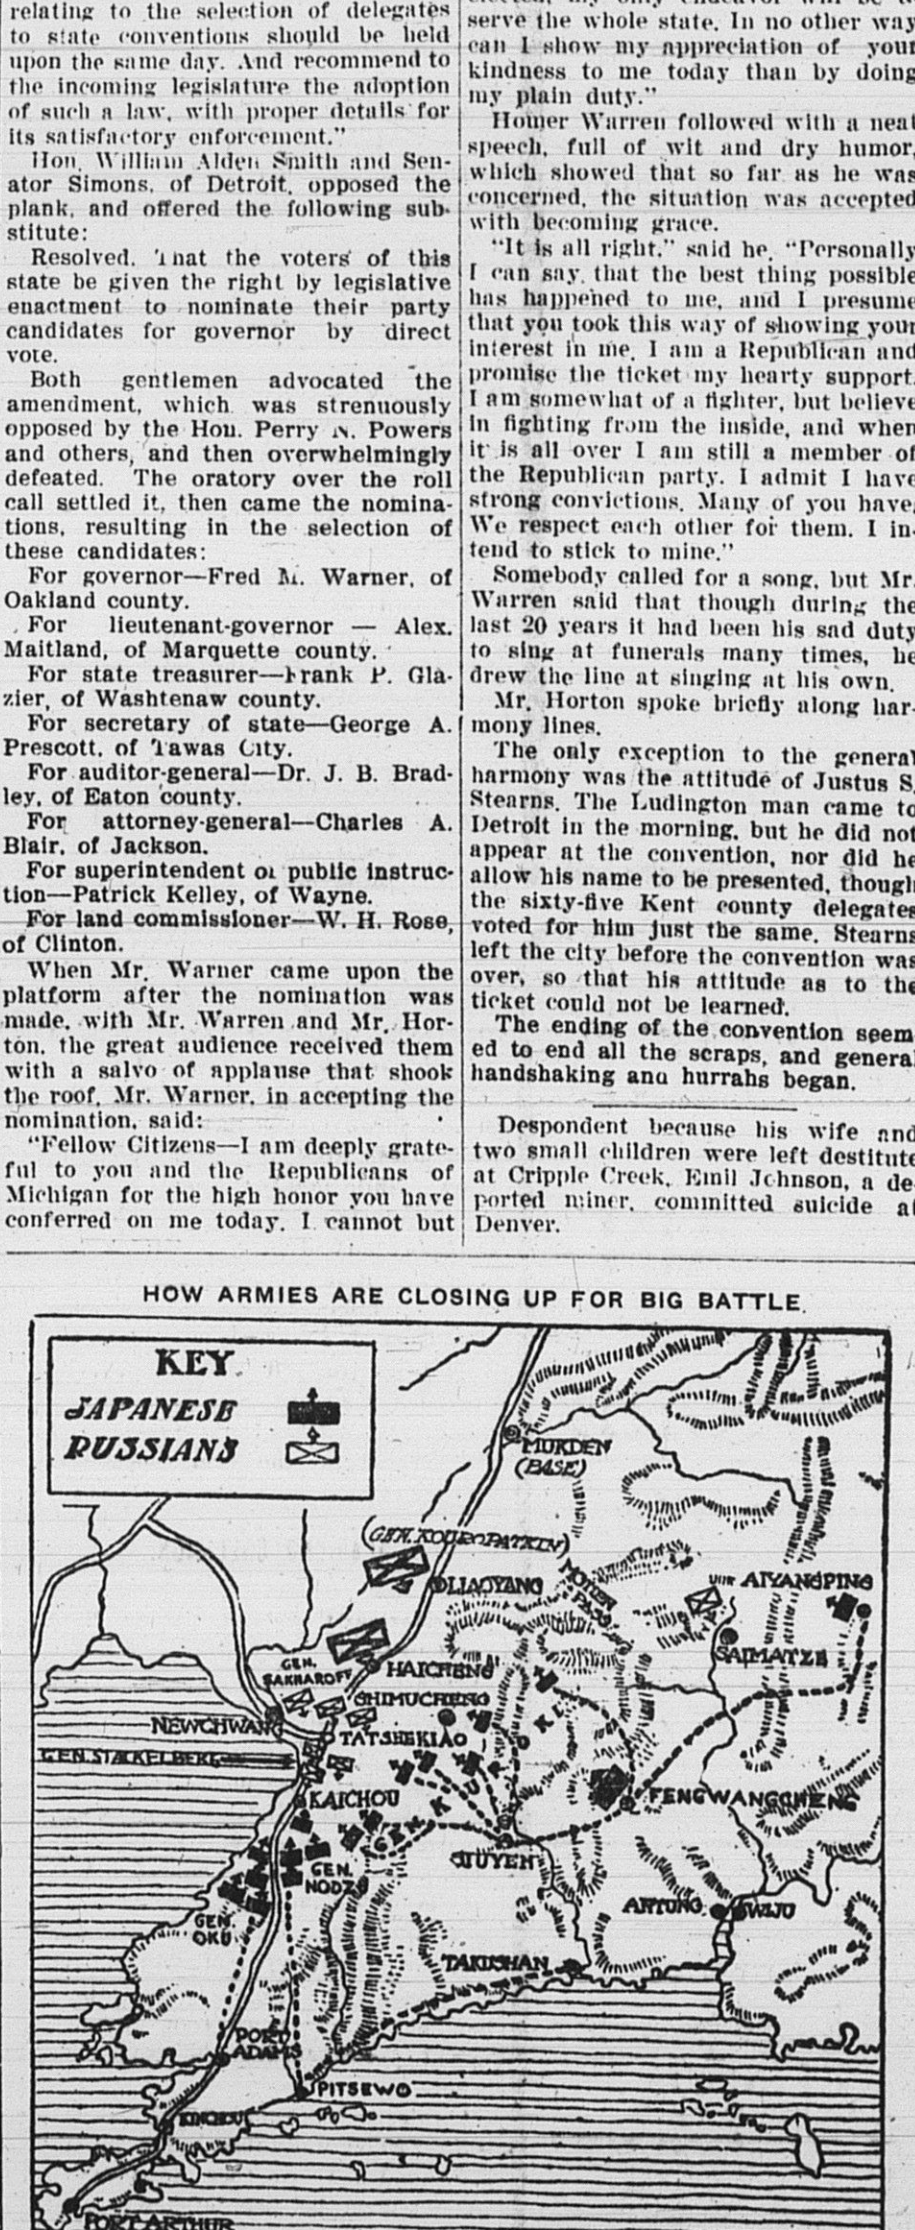 relating to the selection of delegates
to state conventions should be held
upon the same day. And recommend to
the incoming legislature the adoption
of such a law, with proper details for
its satisfactory enforcement."
Hon. William Alden Smith and Sen-
ator Simons, of Detroit, opposed the
plank, and offered the following sub-
stitute:
Resolved, That the voters of this
state be given the right by legislative
enactment to nominate their party
candidates for governor by direct
vote.
Both gentlemen advocated the
amendment, which was strenuously
opposed by the Hon. Perry N. Powers
and others, and then overwhelmingly
defeated. The oratory over the roll
call settled it, then came the nomina-
tions, resulting in the selection of
these candidates:
For governor—Fred M. Warner, of
Oakland county.
For lieutenant-governor — Alex.
Maitland, of Marquette county.
For state treasurer—Frank P. Gla-
zier, of Washtenaw county.
For secretary of state—George A.
Prescott, of Tawas City.
For auditor-general—Dr. J. B. Brad-
ley, of Eaton county.
For attorney-general—Charles A.
Blair, of Jackson.
For superintendent of public instruc-
tion—Patrick Kelley, of Wayne.
For land commissioner—W. H. Rose,
of Clinton.
When Mr. Warner came upon the
platform after the nomination was
made, with Mr. Warren and Mr. Hor-
ton, the great audience received them
with a salvo of applause that shook
the roof. Mr. Warner, in accepting the
nomination, said:
"Fellow Citizens—I am deeply grate-
ful to you and the Republicans of
Michigan for the high honor you have
conferred on me today. I cannot but
serve the whole state. In no other way
can I show my appreciation of your
kindness to me today than by doing
my plain duty."
Homer Warren followed with a neat
speech, full of wit and dry humor,
which showed that so far as he was
concerned, the situation was accepted
with becoming grace.
"It is all right," said he. "Personally
I can say that the best thing possible
has happened to me, and I presume
that you took this way of showing your
interest in me. I am a Republican and
promise the ticket my hearty support.
I am somewhat of a fighter, but believe
in fighting from the inside, and when
it is all over I am still a member of
the Republican party. I admit I have
strong convictions. Many of you have.
We respect each other for them. I in-
tend to stick to mine."
Somebody called for a song, but Mr.
Warren said that though during the
last 20 years it had been his sad duty
to sing at funerals many times, he
drew the line at singing at his own.
Mr. Horton spoke briefly along har-
mony lines.
The only exception to the general
harmony was the attitude of Justus S.
Stearns. The Ludington man came to
Detroit in the morning, but he did not
appear at the convention, nor did he
allow his name to be presented, though
the sixty-five Kent county delegates
voted for him just the same. Stearns
left the city before the convention was
over, so that his attitude as to the
ticket could not be learned.
The ending of the convention seem-
ed to end all the scraps, and general
handshaking and hurrahs began.
Despondent because his wife and
two small children were left destitute
at Cripple Creek, Emil Johnson, a de-
ported miner, committed suicide at
Denver.
HOW ARMIES ARE CLOSING UP FOR BIG BATTLE.
KEY
JAPANESE
RUSSIANS
MUKDEN
(BASE)
(GEN. KOUROPATKIN)
LIAOYANG
MOTIEN
PASS
AIYANGPING
SAIMATZE
GEN.
SAKHAROFF
HAICHENG
SHIMUCHENG
NEWCHWANG
TATSHEKIAO
GEN. STACKELBERG
KAICHOU
GEN. KUROKI
FENGWANGCHENG
SIUYEN
GEN.
NODZU
GEN.
OKU
ANTUNG
WIJU
TAKUSHAN
PORT
ADAMS
PITSEWO
KINCHOU
PORT ARTHUR